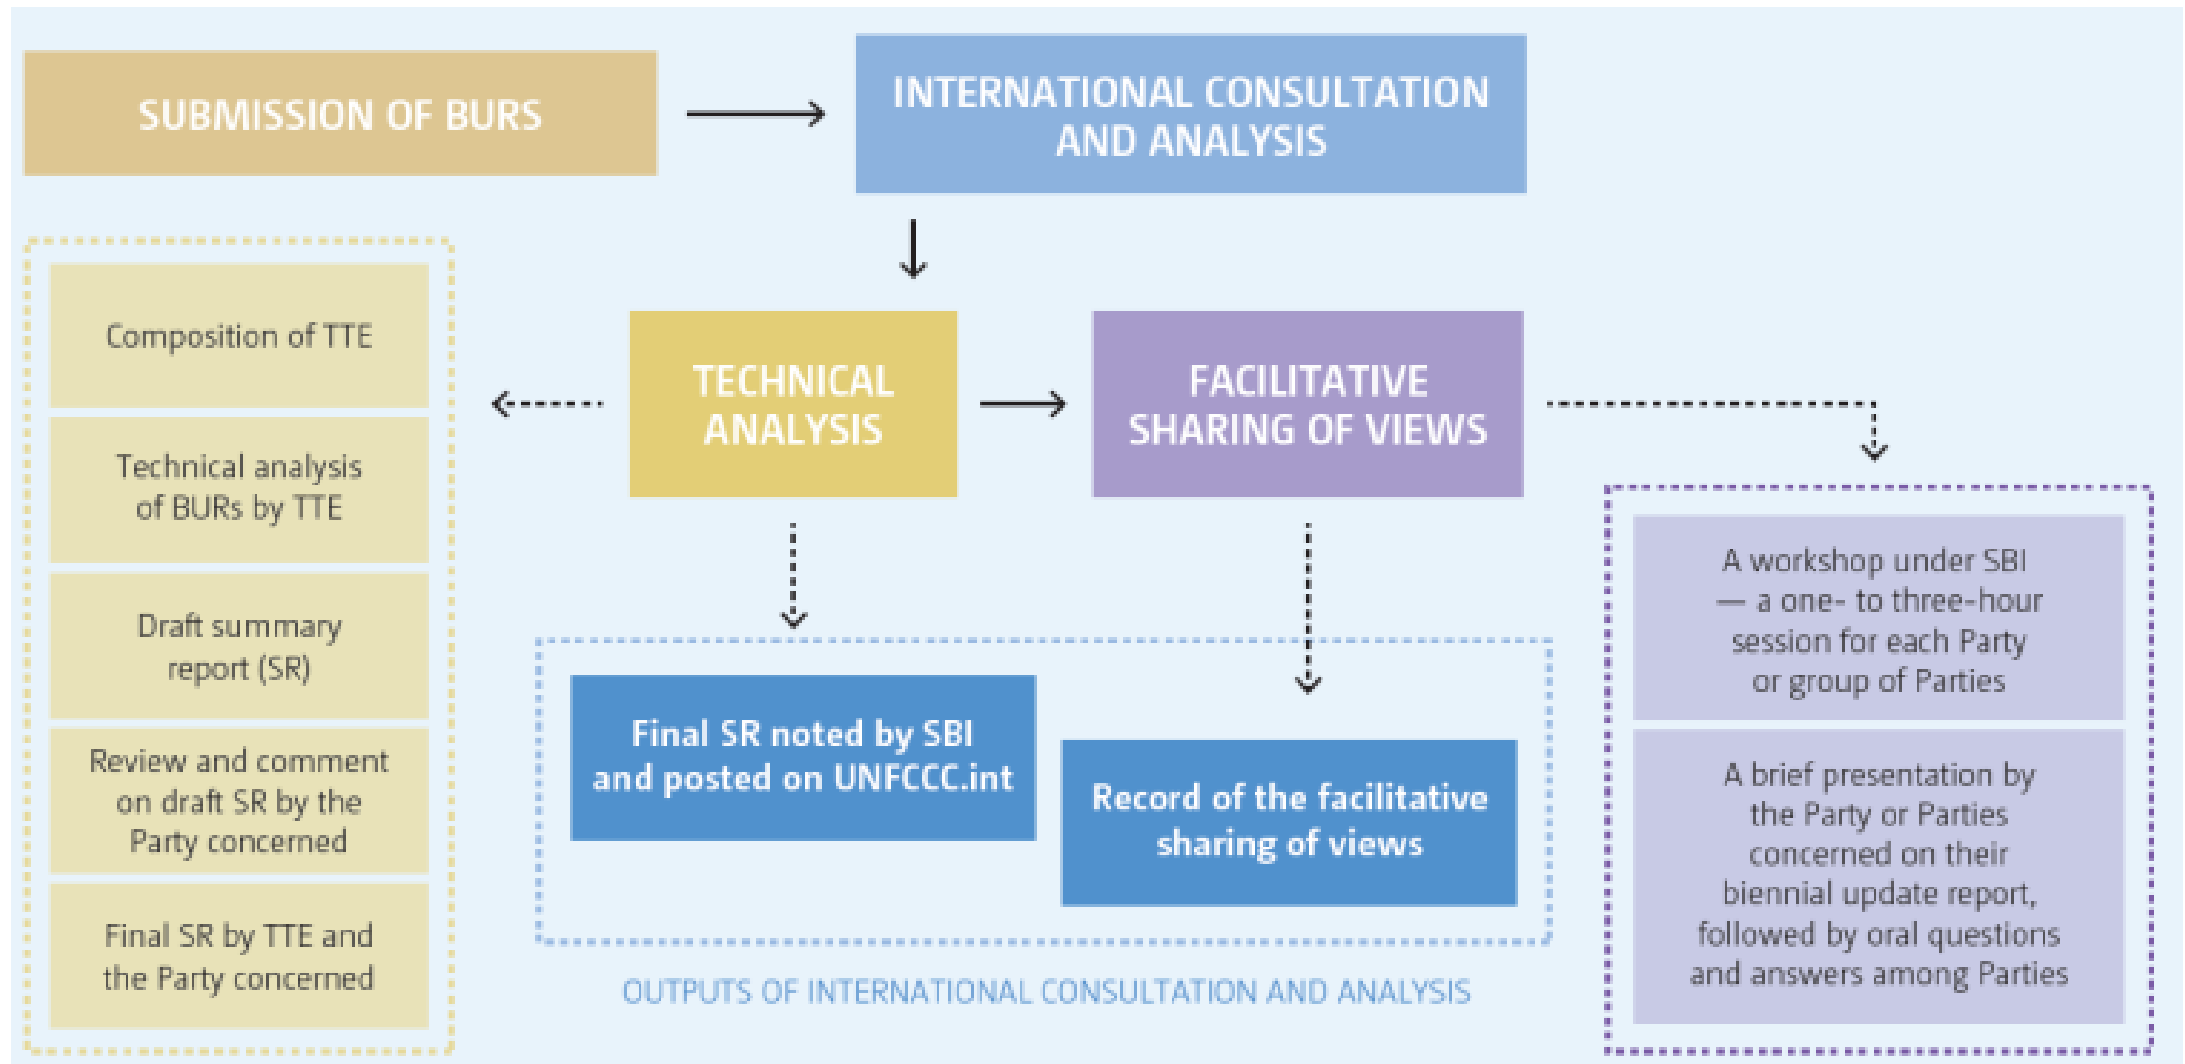 SUBMISSION OF BURS
INTERNATIONAL CONSULTATION
AND ANALYSIS
Composition of TTE
Technical analysis
of BURs by TTE
Draft summary
report (SR)
Review and comment
on draft SR by the
Party concerned
Final SR by TTE and
the Party concerned
TECHNICAL
ANALYSIS
FACILITATIVE
SHARING OF VIEWS
Final SR noted by SBI
and posted on UNFCCC.int
Record of the facilitative
sharing of views
OUTPUTS OF INTERNATIONAL CONSULTATION AND ANALYSIS
A workshop under SBI
— a one- to three-hour
session for each Party
or group of Parties
A brief presentation by
the Party or Parties
concerned on their
biennial update report,
followed by oral questions
and answers among Parties